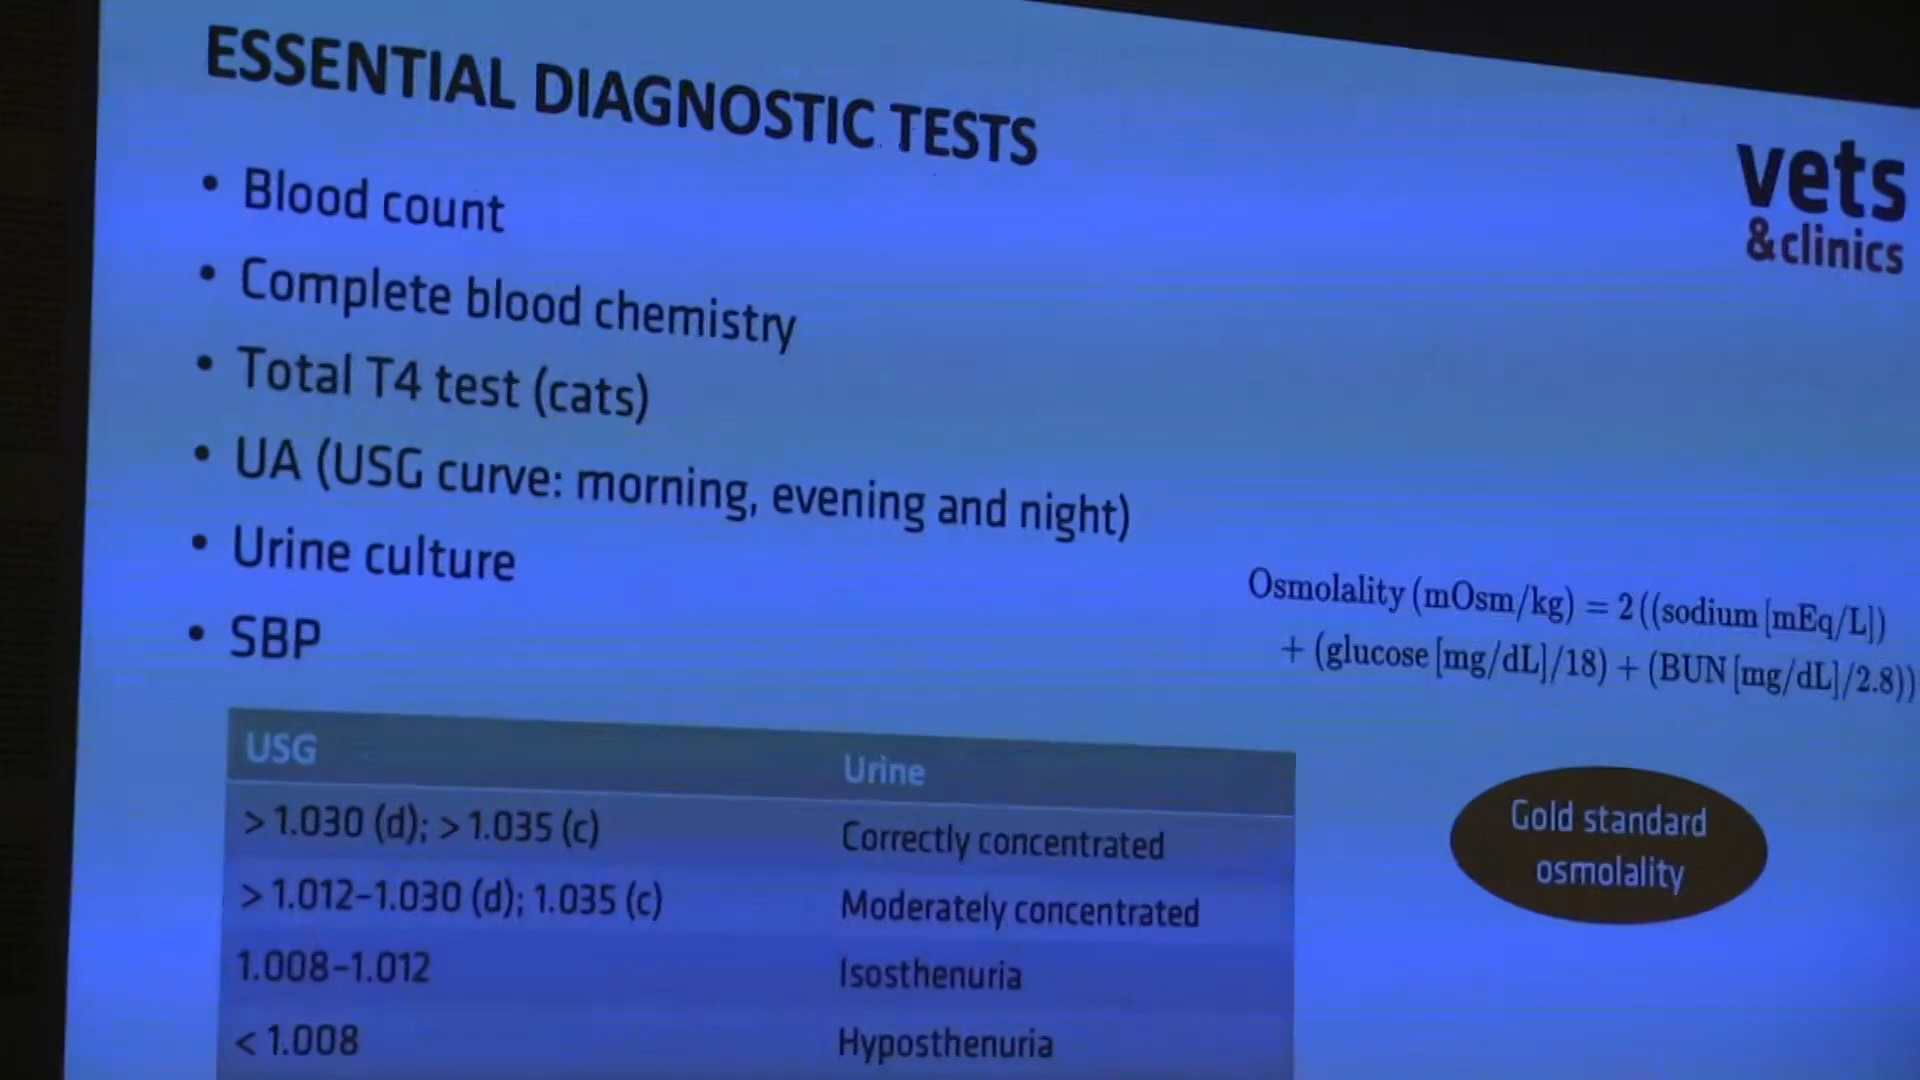 ESSENTIAL DIAGNOSTIC TESTS
vets
&clinics
• Blood count
• Complete blood chemistry
• Total T4 test (cats)
• UA (USG curve: morning, evening and night)
• Urine culture
• SBP
Osmolality (mOsm/kg) = 2((sodium [mEq/L])
+ (glucose [mg/dL]/18) + (BUN [mg/dL]/2.8))
USG Urine
> 1.030 (d); > 1.035 (c) Correctly concentrated
> 1.012–1.030 (d); 1.035 (c) Moderately concentrated
1.008–1.012 Isosthenuria
< 1.008 Hyposthenuria
Gold standard
osmolality